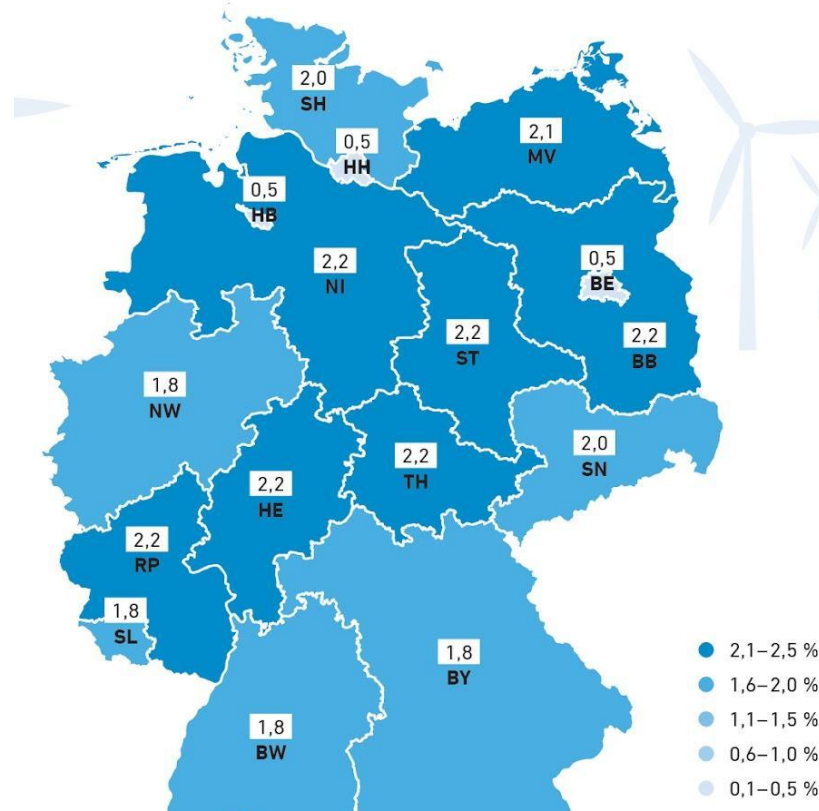 2,0
SH
0,5
HH
2,1
MV
0,5
HB
2,2
NI
0,5
BE
2,2
ST
2,2
BB
1,8
NW
2,2
TH
2,0
SN
2,2
HE
2,2
RP
1,8
SL
1,8
BY
1,8
BW
2,1–2,5 %
1,6–2,0 %
1,1–1,5 %
0,6–1,0 %
0,1–0,5 %